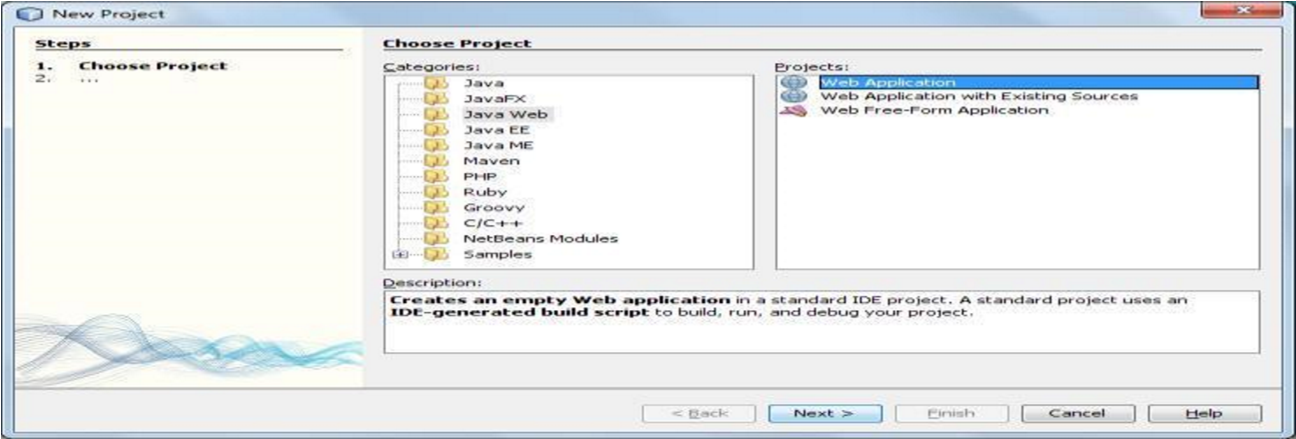 New Project
Steps
1. Choose Project
2. ...
Choose Project
Categories:
Java
JavaFX
Java Web
Java EE
Java ME
Maven
PHP
Ruby
Groovy
C/C++
NetBeans Modules
Samples
Projects:
Web Application
Web Application with Existing Sources
Web Free-Form Application
Description:
Creates an empty Web application in a standard IDE project. A standard project uses an
IDE-generated build script to build, run, and debug your project.
< Back Next > Finish Cancel Help